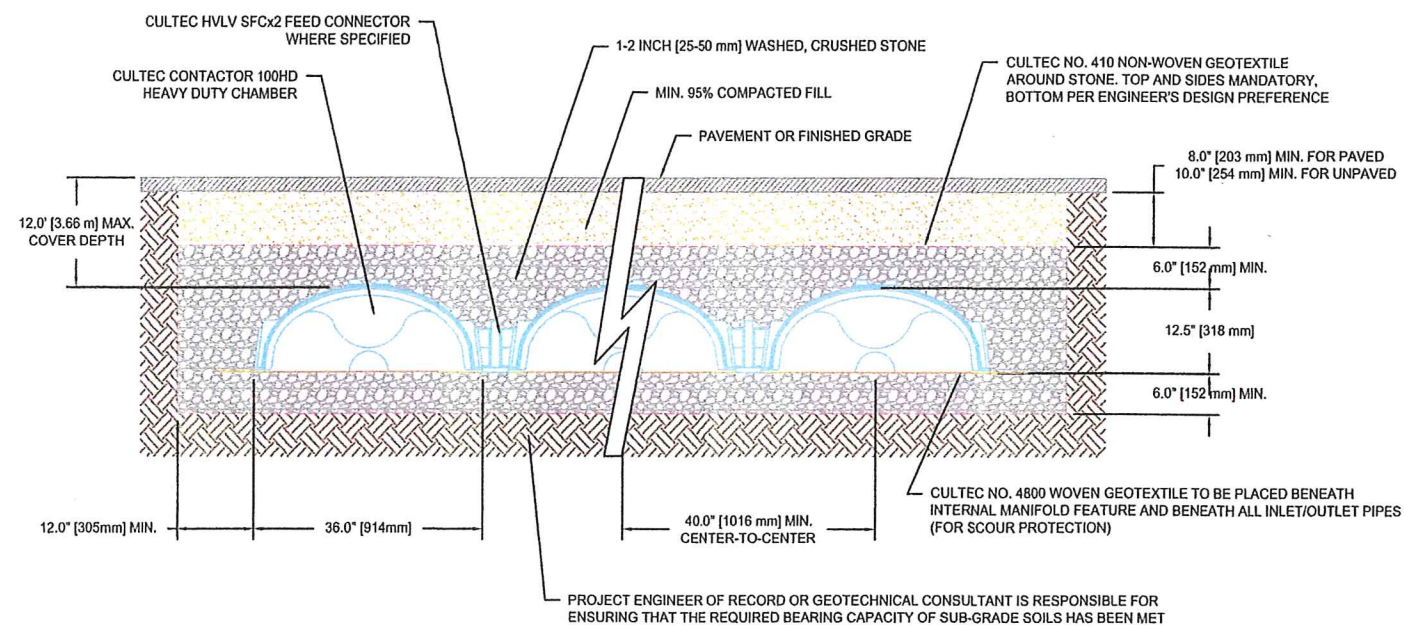 CULTEC HVLV SFCx2 FEED CONNECTOR
WHERE SPECIFIED
1-2 INCH [25-50 mm] WASHED, CRUSHED STONE
CULTEC CONTACTOR 100HD
HEAVY DUTY CHAMBER
MIN. 95% COMPACTED FILL
CULTEC NO. 410 NON-WOVEN GEOTEXTILE
AROUND STONE. TOP AND SIDES MANDATORY,
BOTTOM PER ENGINEER'S DESIGN PREFERENCE
PAVEMENT OR FINISHED GRADE
8.0" [203 mm] MIN. FOR PAVED
10.0" [254 mm] MIN. FOR UNPAVED
12.0' [3.66 m] MAX.
COVER DEPTH
6.0" [152 mm] MIN.
12.5" [318 mm]
6.0" [152 mm] MIN.
12.0" [305mm] MIN.
36.0" [914mm]
40.0" [1016 mm] MIN.
CENTER-TO-CENTER
CULTEC NO. 4800 WOVEN GEOTEXTILE TO BE PLACED BENEATH
INTERNAL MANIFOLD FEATURE AND BENEATH ALL INLET/OUTLET PIPES
(FOR SCOUR PROTECTION)
PROJECT ENGINEER OF RECORD OR GEOTECHNICAL CONSULTANT IS RESPONSIBLE FOR
ENSURING THAT THE REQUIRED BEARING CAPACITY OF SUB-GRADE SOILS HAS BEEN MET